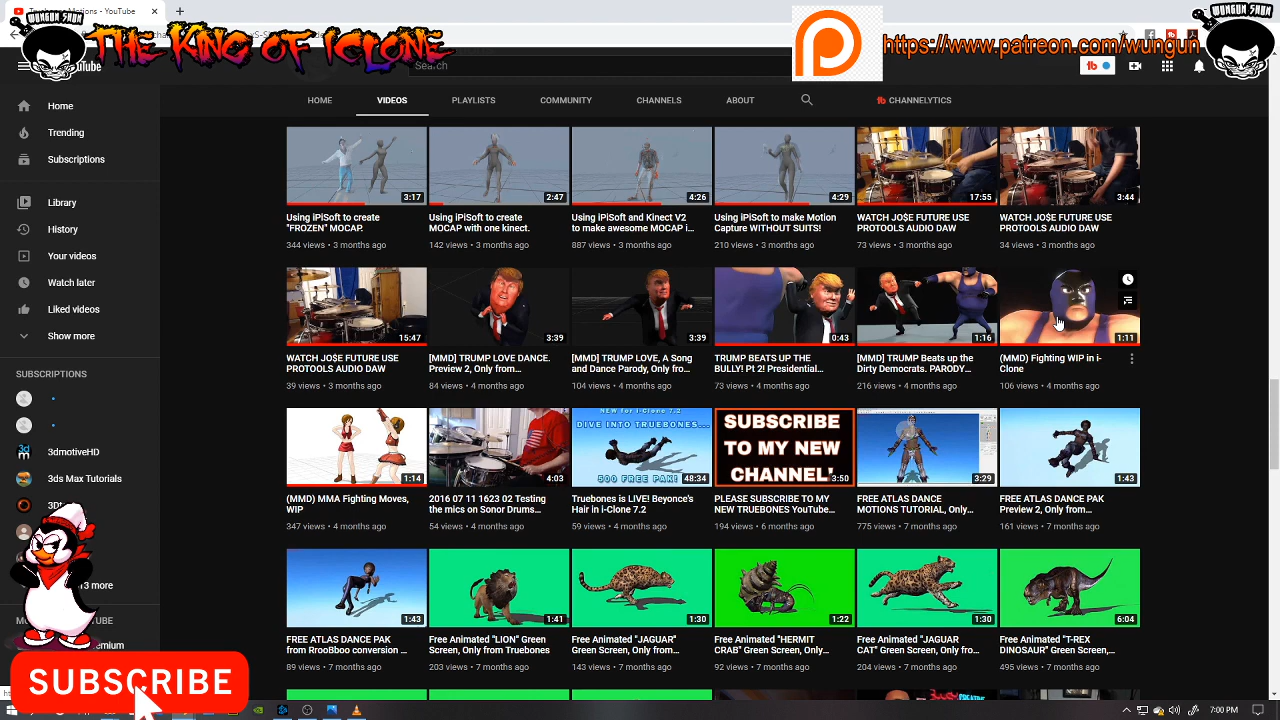 Motions - YouTube
WUNGUN SHUN
WUNGUN SHUN
THE KING OF ICLONE
https://www.patreon.com/wungun
Search
HOME VIDEOS PLAYLISTS COMMUNITY CHANNELS ABOUT CHANNELYTICS
Home
Trending
Subscriptions
Library
History
Your videos
Watch later
Liked videos
Show more
SUBSCRIPTIONS
3dmotiveHD
3ds Max Tutorials
13 more
SUBSCRIBE
3:17 2:47 4:26 4:29 17:55 3:44
Using iPiSoft to create
"FROZEN" MOCAP.
344 views • 3 months ago
Using iPiSoft to create
MOCAP with one kinect.
142 views • 3 months ago
Using iPiSoft and Kinect V2
to make awesome MOCAP i...
887 views • 3 months ago
Using iPiSoft to make Motion
Capture WITHOUT SUITS!
210 views • 3 months ago
WATCH JO$E FUTURE USE
PROTOOLS AUDIO DAW
73 views • 3 months ago
WATCH JO$E FUTURE USE
PROTOOLS AUDIO DAW
34 views • 3 months ago
15:47 3:39 3:39 0:43 1:16 1:11
WATCH JO$E FUTURE USE
PROTOOLS AUDIO DAW
39 views • 3 months ago
[MMD] TRUMP LOVE DANCE.
Preview 2, Only from...
84 views • 4 months ago
[MMD] TRUMP LOVE, A Song
and Dance Parody, Only fro...
104 views • 4 months ago
TRUMP BEATS UP THE
BULLY! Pt 2! Presidential...
73 views • 4 months ago
[MMD] TRUMP Beats up the
Dirty Democrats. PARODY...
216 views • 4 months ago
(MMD) Fighting WIP in i-
Clone
106 views • 4 months ago
NEW for i-Clone 7.2
DIVE INTO TRUEBONES...
500 FREE PAK!
SUBSCRIBE
TO MY NEW
CHANNEL!
1:14 4:03 48:34 3:50 3:29 1:43
(MMD) MMA Fighting Moves,
WIP
347 views • 4 months ago
2016 07 11 1623 02 Testing
the mics on Sonor Drums...
54 views • 4 months ago
Truebones is LIVE! Beyonce's
Hair in i-Clone 7.2
59 views • 4 months ago
PLEASE SUBSCRIBE TO MY
NEW TRUEBONES YouTube...
194 views • 6 months ago
FREE ATLAS DANCE
MOTIONS TUTORIAL, Only...
775 views • 7 months ago
FREE ATLAS DANCE PAK
Preview 2, Only from...
161 views • 7 months ago
1:43 1:41 1:30 1:22 1:30 6:04
FREE ATLAS DANCE PAK
from RrooBboo conversion ...
89 views • 7 months ago
Free Animated "LION" Green
Screen, Only from Truebones
203 views • 7 months ago
Free Animated "JAGUAR"
Green Screen, Only from...
143 views • 7 months ago
Free Animated "HERMIT
CRAB" Green Screen, Only...
92 views • 7 months ago
Free Animated "JAGUAR
CAT" Green Screen, Only fro...
204 views • 7 months ago
Free Animated "T-REX
DINOSAUR" Green Screen,...
495 views • 7 months ago
7:00 PM